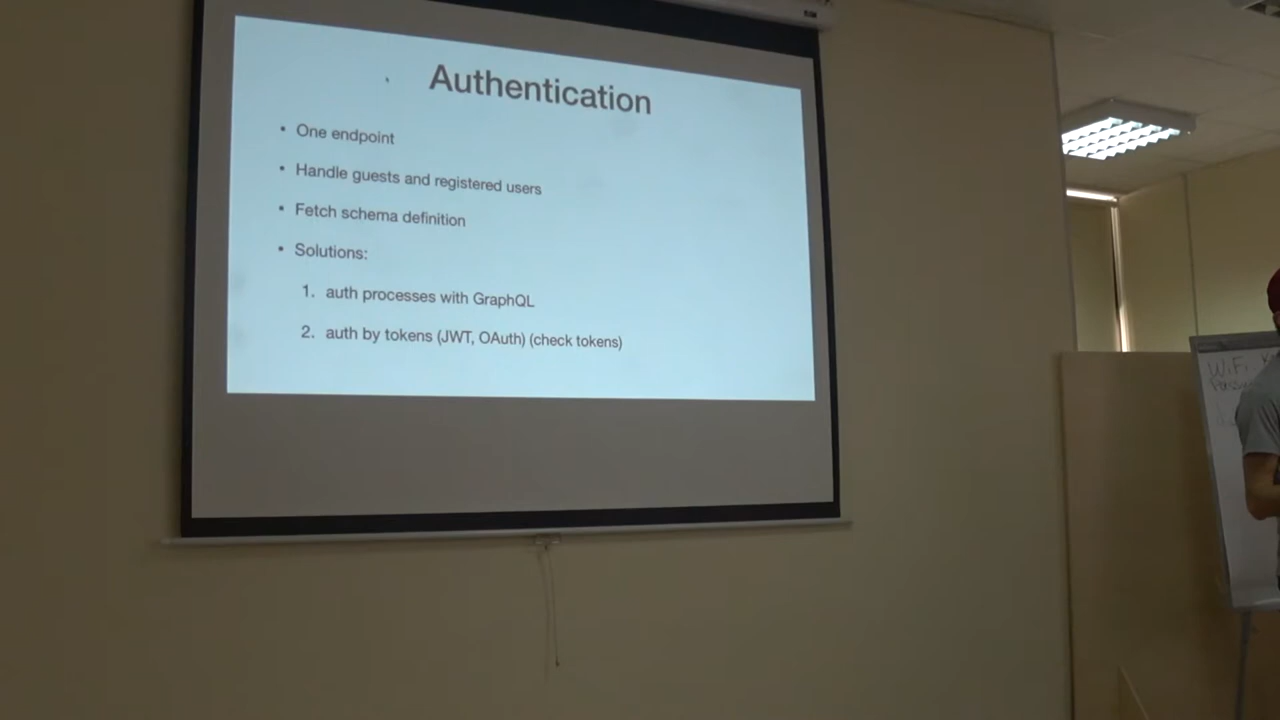 Authentication
• One endpoint
• Handle guests and registered users
• Fetch schema definition
• Solutions:
1. auth processes with GraphQL
2. auth by tokens (JWT, OAuth) (check tokens)
WiFi